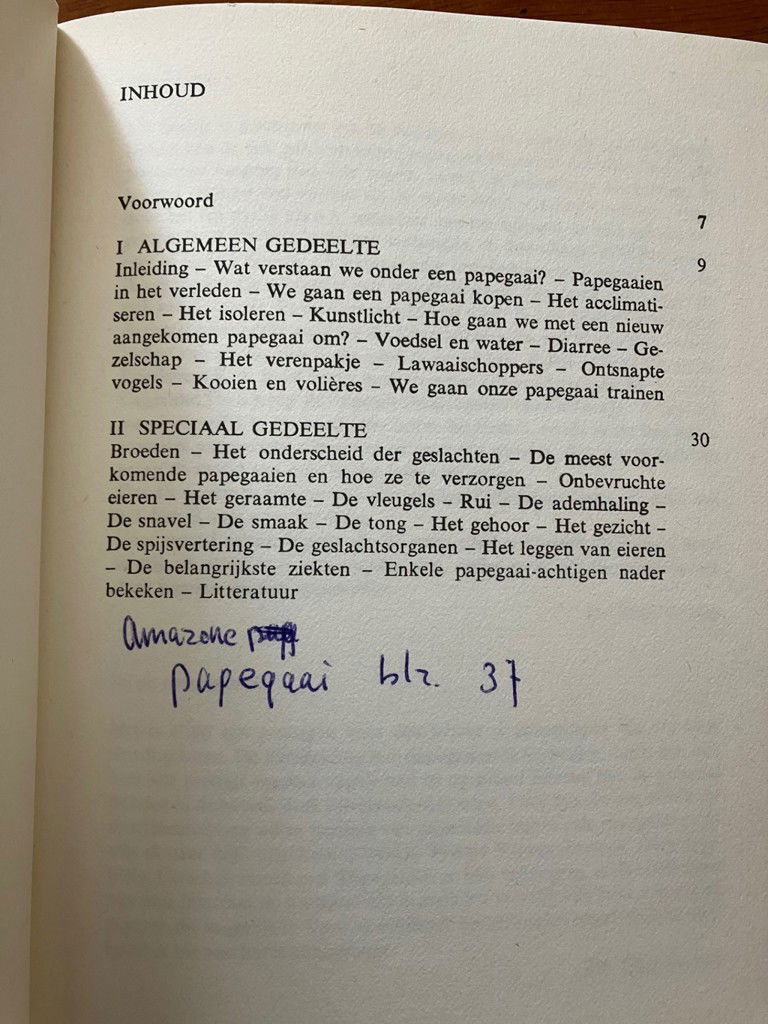 INHOUD
Voorwoord 7
I ALGEMEEN GEDEELTE 9
Inleiding – Wat verstaan we onder een papegaai? – Papegaaien
in het verleden – We gaan een papegaai kopen – Het acclimati-
seren – Het isoleren – Kunstlicht – Hoe gaan we met een nieuw
aangekomen papegaai om? – Voedsel en water – Diarree – Ge-
zelschap – Het verenpakje – Lawaaischoppers – Ontsnapte
vogels – Kooien en volières – We gaan onze papegaai trainen
II SPECIAAL GEDEELTE 30
Broeden – Het onderscheid der geslachten – De meest voor-
komende papegaaien en hoe ze te verzorgen – Onbevruchte
eieren – Het geraamte – De vleugels – Rui – De ademhaling –
De snavel – De smaak – De tong – Het gehoor – Het gezicht –
De spijsvertering – De geslachtsorganen – Het leggen van eieren
– De belangrijkste ziekten – Enkele papegaai-achtigen nader
bekeken – Litteratuur
Amazone
papegaai blz. 37